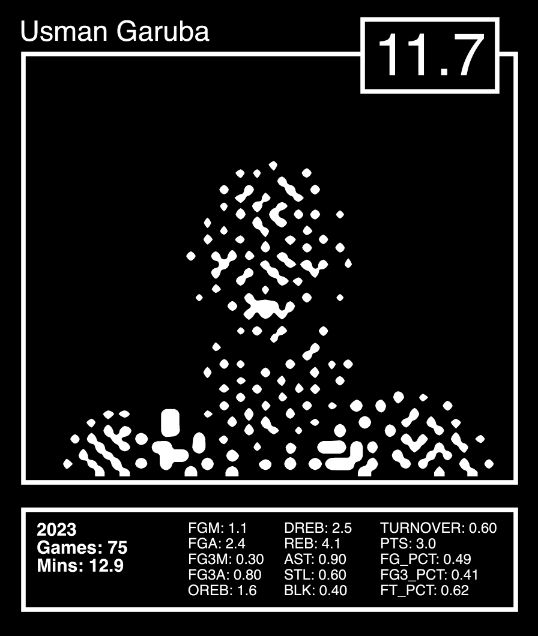 Usman Garuba
11.7
2023
Games: 75
Mins: 12.9
FGM: 1.1
FGA: 2.4
FG3M: 0.30
FG3A: 0.80
OREB: 1.6
DREB: 2.5
REB: 4.1
AST: 0.90
STL: 0.60
BLK: 0.40
TURNOVER: 0.60
PTS: 3.0
FG_PCT: 0.49
FG3_PCT: 0.41
FT_PCT: 0.62